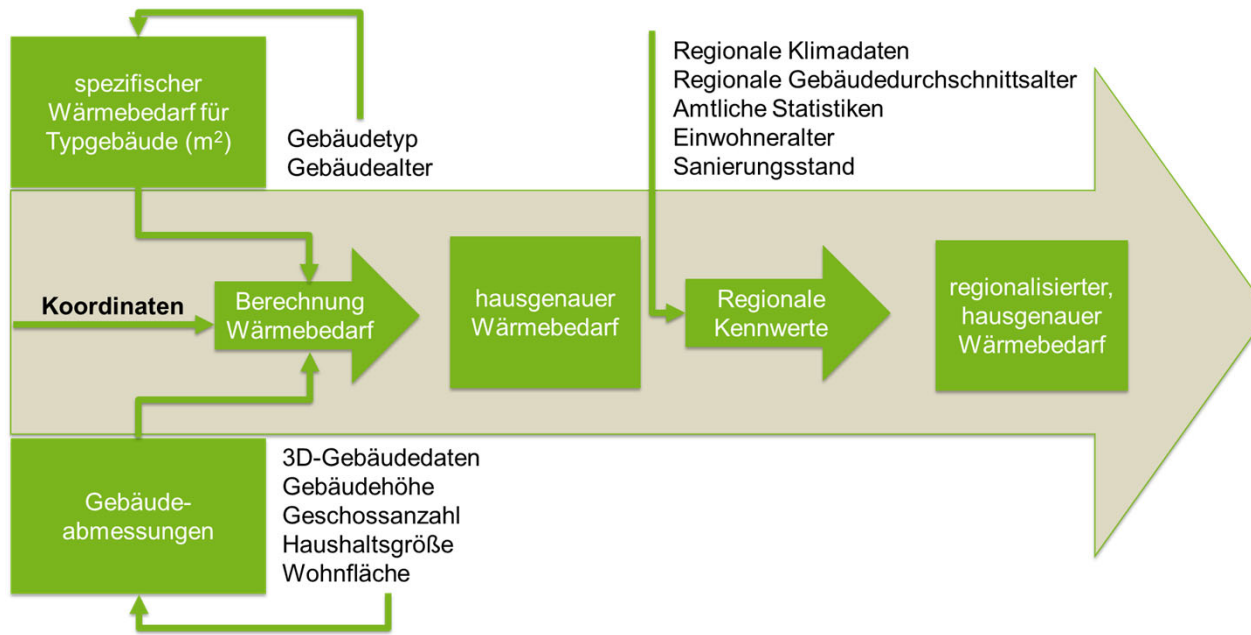 spezifischer
Wärmebedarf für
Typgebäude (m²)
Gebäudetyp
Gebäudealter
Regionale Klimadaten
Regionale Gebäudedurchschnittsalter
Amtliche Statistiken
Einwohneralter
Sanierungsstand
Koordinaten
Berechnung
Wärmebedarf
hausgenauer
Wärmebedarf
Regionale
Kennwerte
regionalisierter,
hausgenauer
Wärmebedarf
Gebäude-
abmessungen
3D-Gebäudedaten
Gebäudehöhe
Geschossanzahl
Haushaltsgröße
Wohnfläche